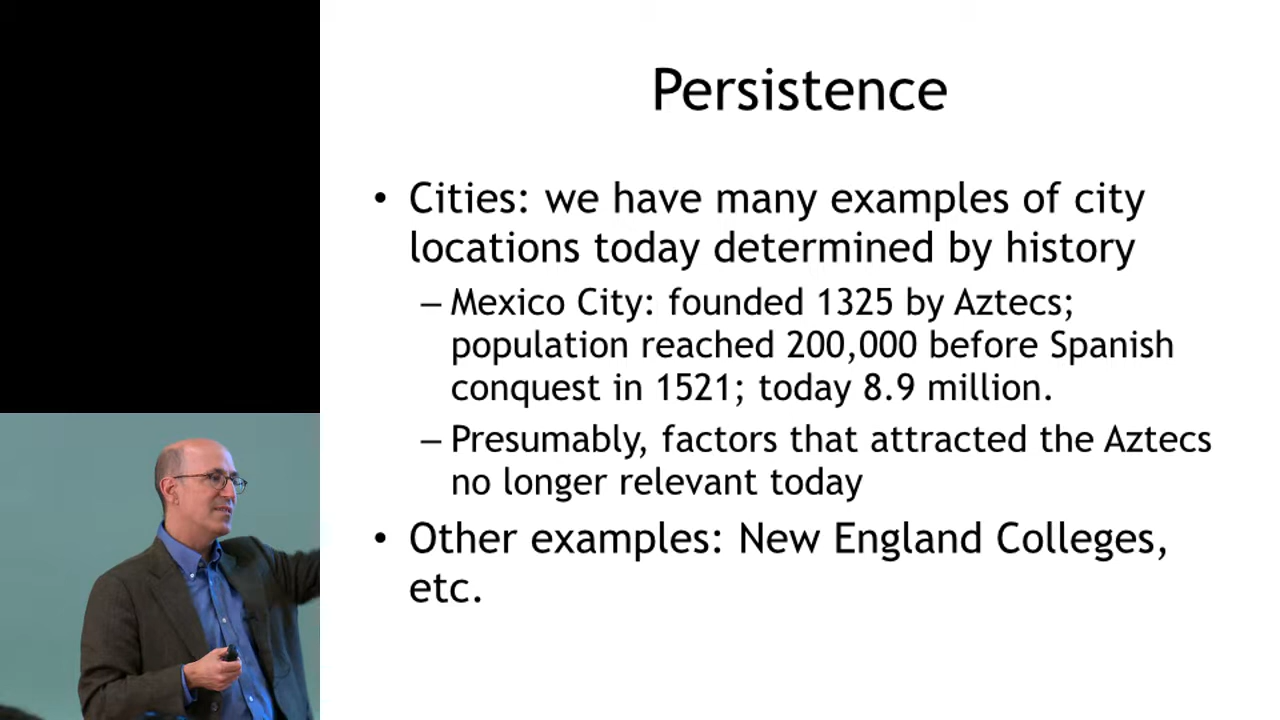 Persistence
• Cities: we have many examples of city
locations today determined by history
– Mexico City: founded 1325 by Aztecs;
population reached 200,000 before Spanish
conquest in 1521; today 8.9 million.
– Presumably, factors that attracted the Aztecs
no longer relevant today
• Other examples: New England Colleges,
etc.